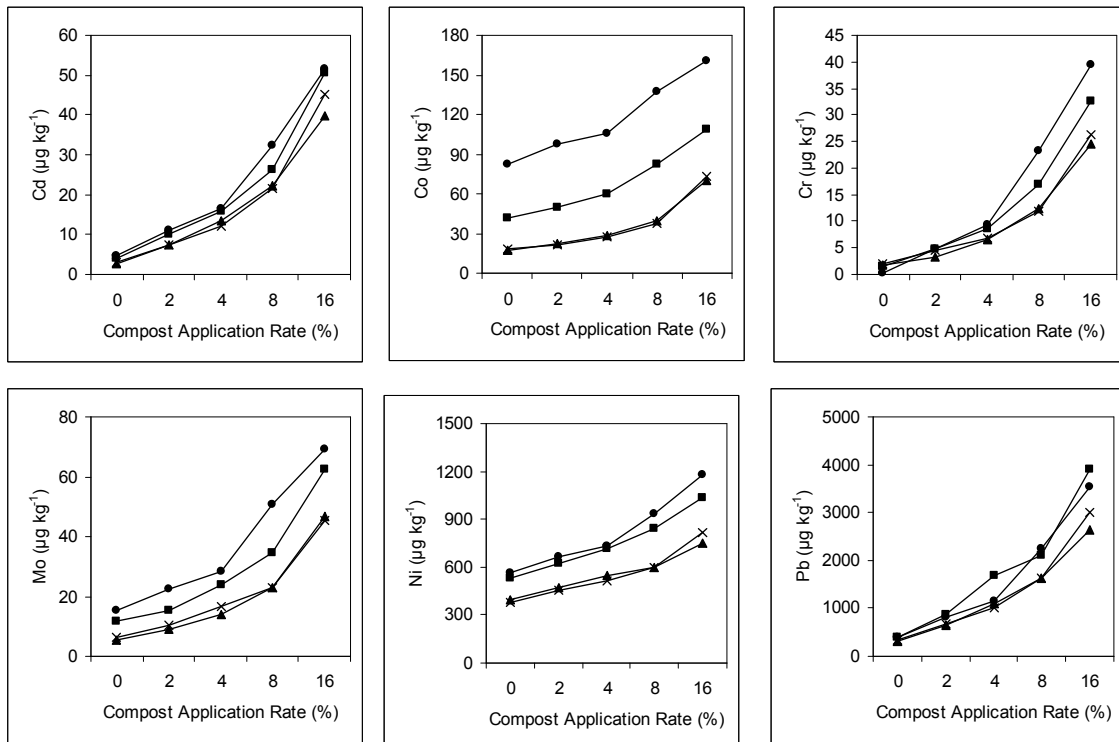 Cd (µg kg⁻¹)
60
50
40
30
20
10
0
0 2 4 8 16
Compost Application Rate (%)
Co (µg kg⁻¹)
180
150
120
90
60
30
0
0 2 4 8 16
Compost Application Rate (%)
Cr (µg kg⁻¹)
45
40
35
30
25
20
15
10
5
0
0 2 4 8 16
Compost Application Rate (%)
Mo (µg kg⁻¹)
80
60
40
20
0
0 2 4 8 16
Compost Application Rate (%)
Ni (µg kg⁻¹)
1500
1200
900
600
300
0
0 2 4 8 16
Compost Application Rate (%)
Pb (µg kg⁻¹)
5000
4000
3000
2000
1000
0
0 2 4 8 16
Compost Application Rate (%)